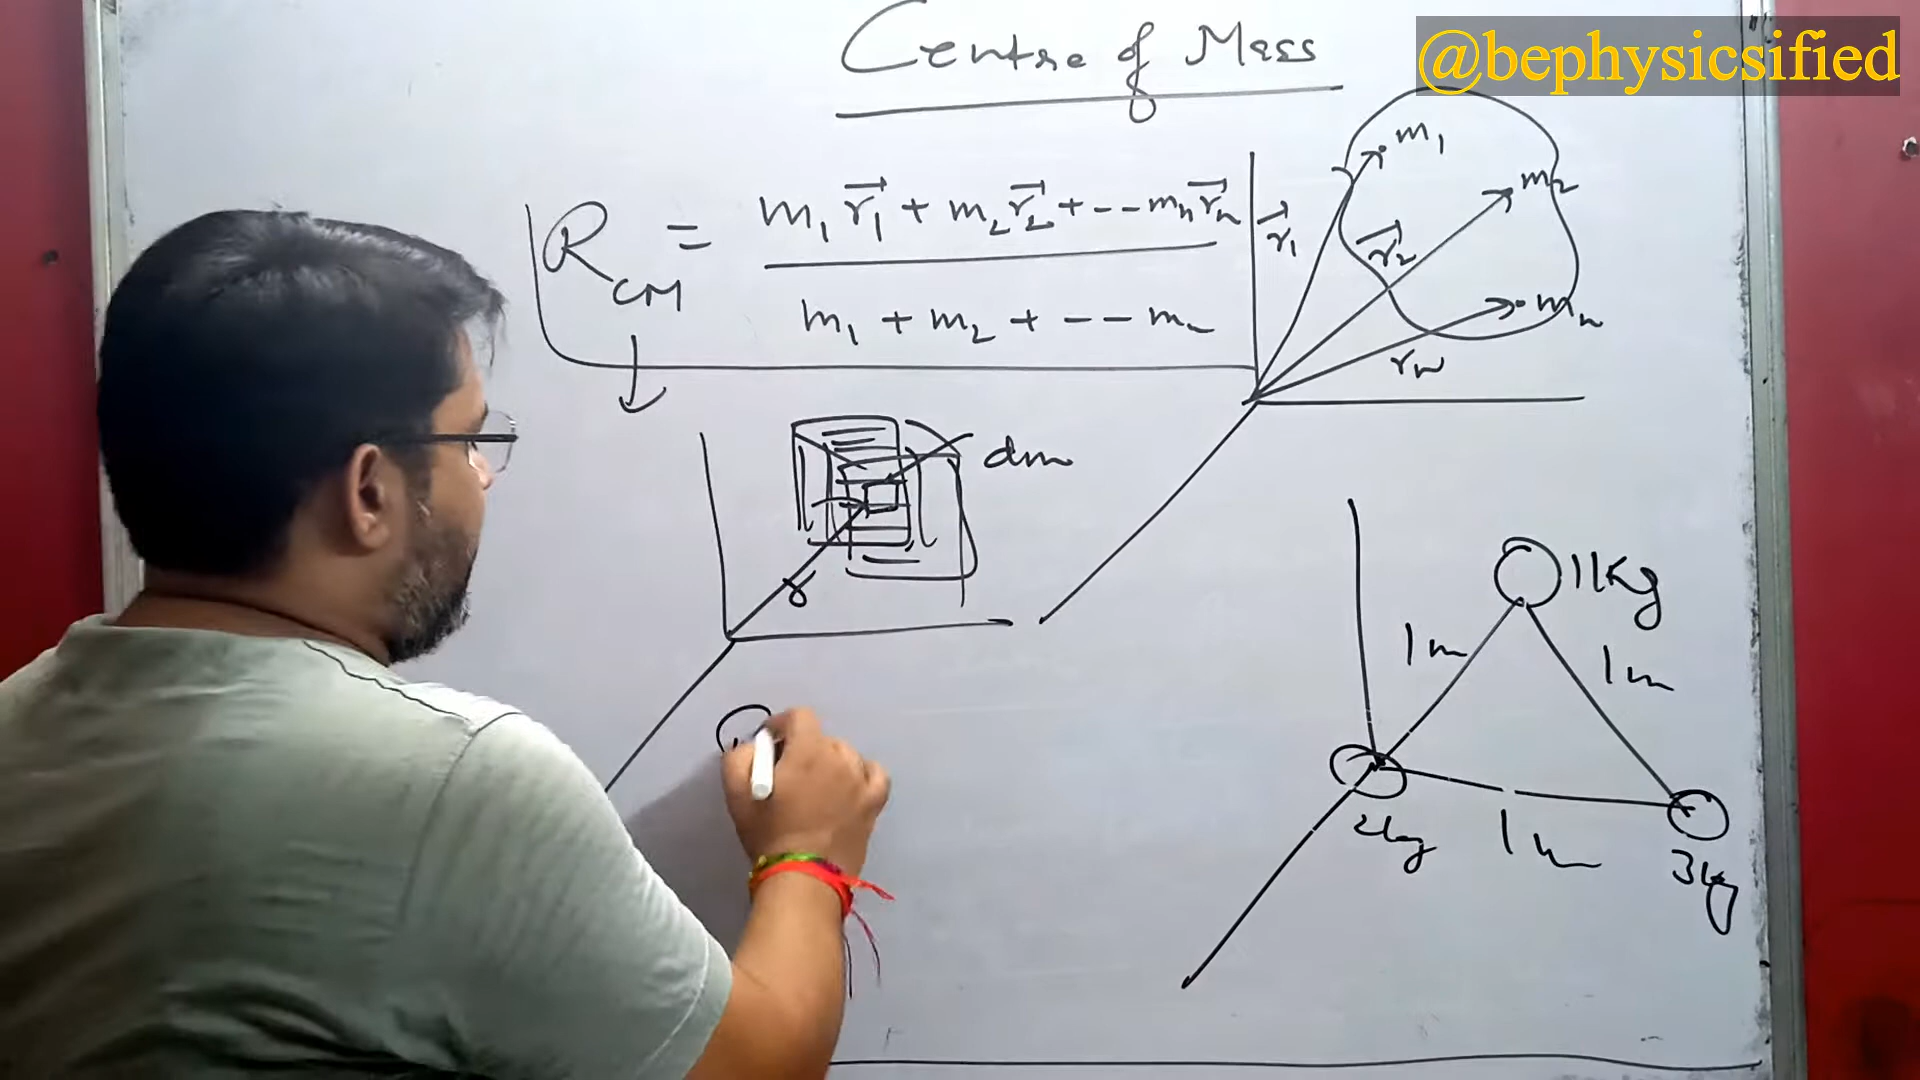 Centre of Mass
@bephysicsified
R_CM = (m₁r⃗₁ + m₂r⃗₂ + -- mₙr⃗ₙ) / (m₁ + m₂ + -- mₙ)
m₁
m₂
mₙ
r⃗₁
r⃗₂
rₙ
dm
r
1kg
1m
1m
2kg
1m
3kg